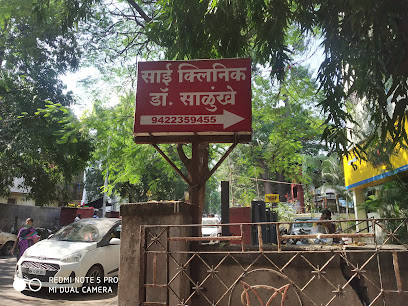 साई क्लिनिक
डॉ. साळुंखे
9422359455
REDMI NOTE 5 PRO
MI DUAL CAMERA